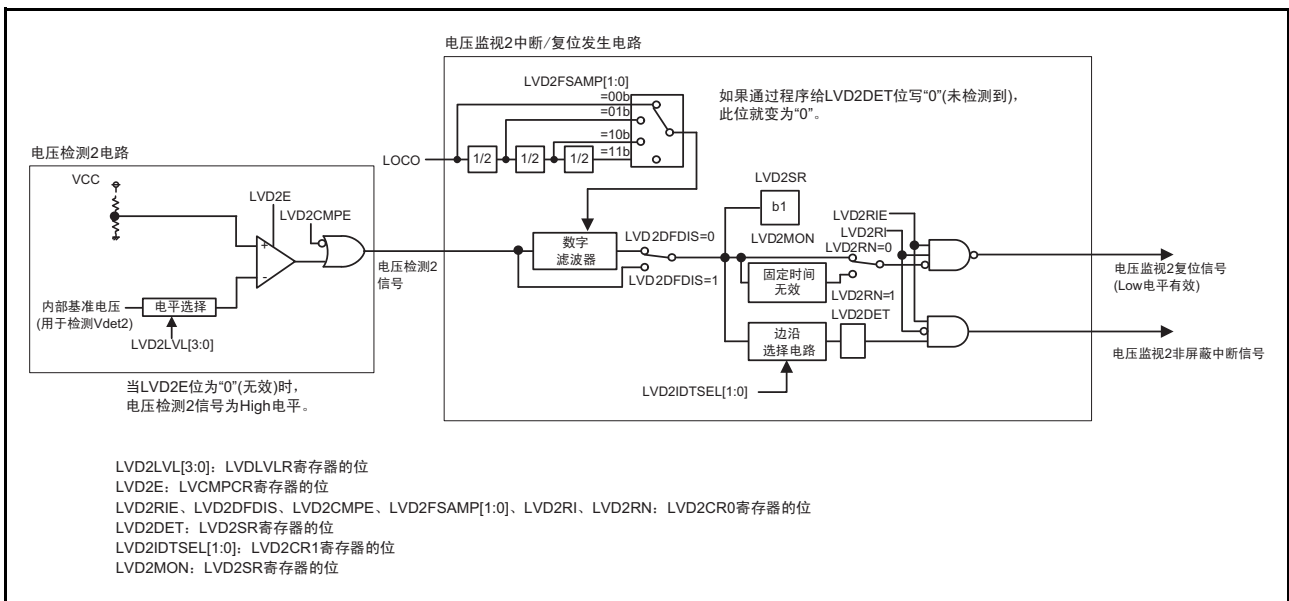 电压监视2中断/复位发生电路
LVD2FSAMP[1:0]
=00b
=01b
=10b
=11b
LOCO
1/2
1/2
1/2
如果通过程序给LVD2DET位写“0”(未检测到)，
此位就变为“0”。
电压检测2电路
VCC
LVD2E
LVD2CMPE
+
-
内部基准电压
(用于检测Vdet2)
电平选择
LVD2LVL[3:0]
电压检测2
信号
当LVD2E位为“0”(无效)时，
电压检测2信号为High电平。
数字
滤波器
LVD2DFDIS=0
LVD2DFDIS=1
LVD2SR
b1
LVD2MON
固定时间
无效
LVD2RIE
LVD2RI
LVD2RN=0
LVD2RN=1
LVD2DET
边沿
选择电路
LVD2IDTSEL[1:0]
电压监视2复位信号
(Low电平有效)
电压监视2非屏蔽中断信号
LVD2LVL[3:0]：LVDLVLR寄存器的位
LVD2E：LVCMPCR寄存器的位
LVD2RIE、LVD2DFDIS、LVD2CMPE、LVD2FSAMP[1:0]、LVD2RI、LVD2RN：LVD2CR0寄存器的位
LVD2DET：LVD2SR寄存器的位
LVD2IDTSEL[1:0]：LVD2CR1寄存器的位
LVD2MON：LVD2SR寄存器的位